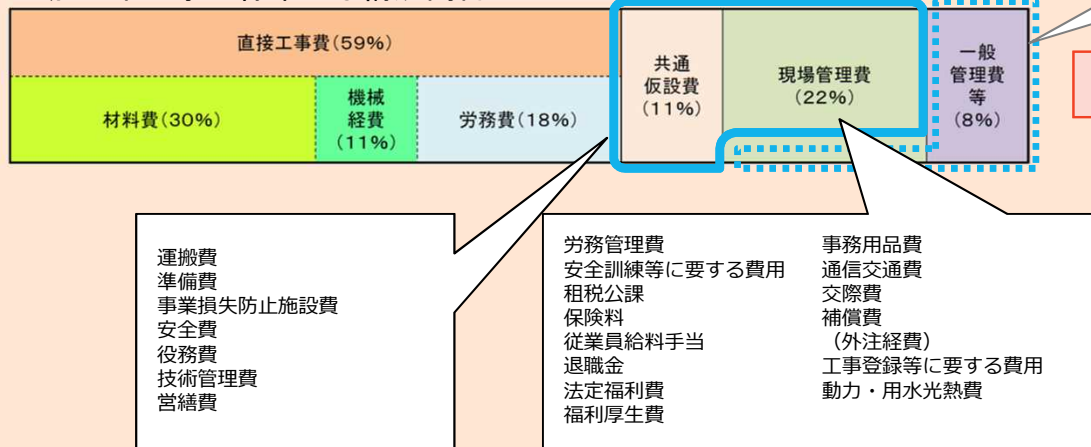 直接工事費(59%)
材料費(30%)
機械
経費
(11%)
労務費(18%)
共通
仮設費
(11%)
現場管理費
(22%)
一般
管理費
等
(8%)
運搬費
準備費
事業損失防止施設費
安全費
役務費
技術管理費
営繕費
労務管理費
安全訓練等に要する費用
租税公課
保険料
従業員給料手当
退職金
法定福利費
福利厚生費
事務用品費
通信交通費
交際費
補償費
（外注経費）
工事登録等に要する費用
動力・用水光熱費